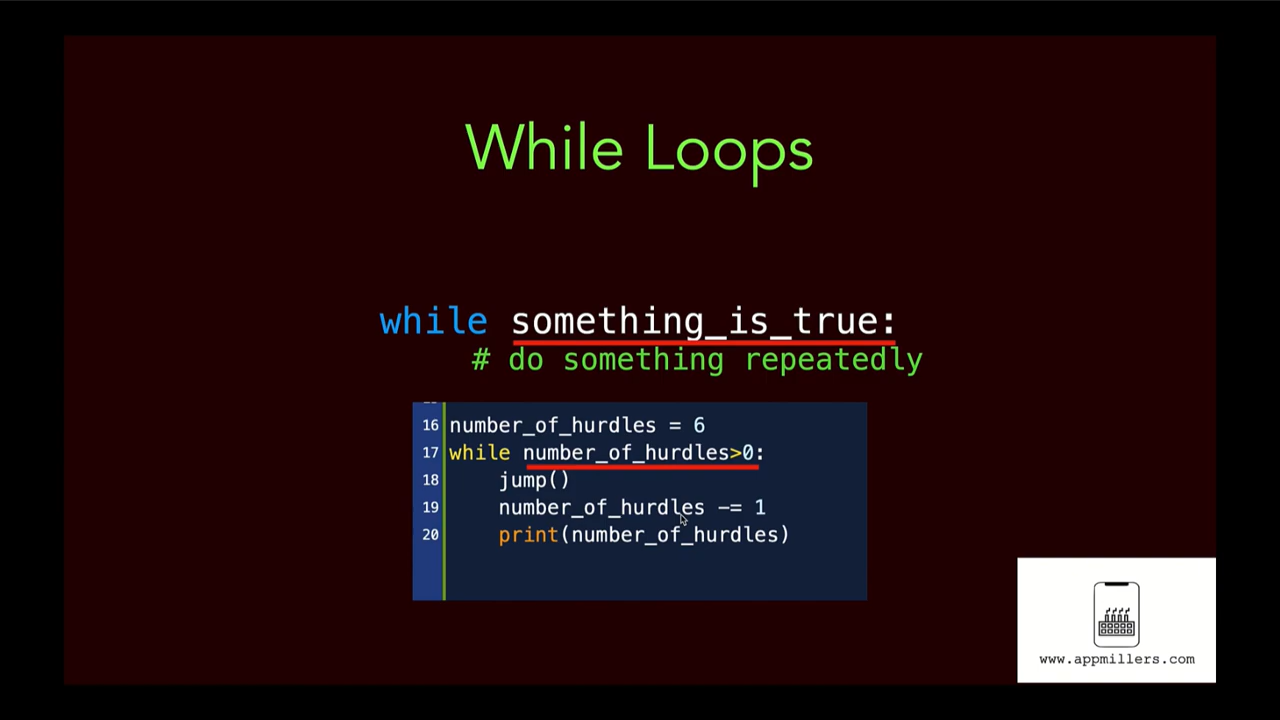 While Loops
while something_is_true:
# do something repeatedly
16 number_of_hurdles = 6
17 while number_of_hurdles>0:
18 jump()
19 number_of_hurdles -= 1
20 print(number_of_hurdles)
www.appmillers.com